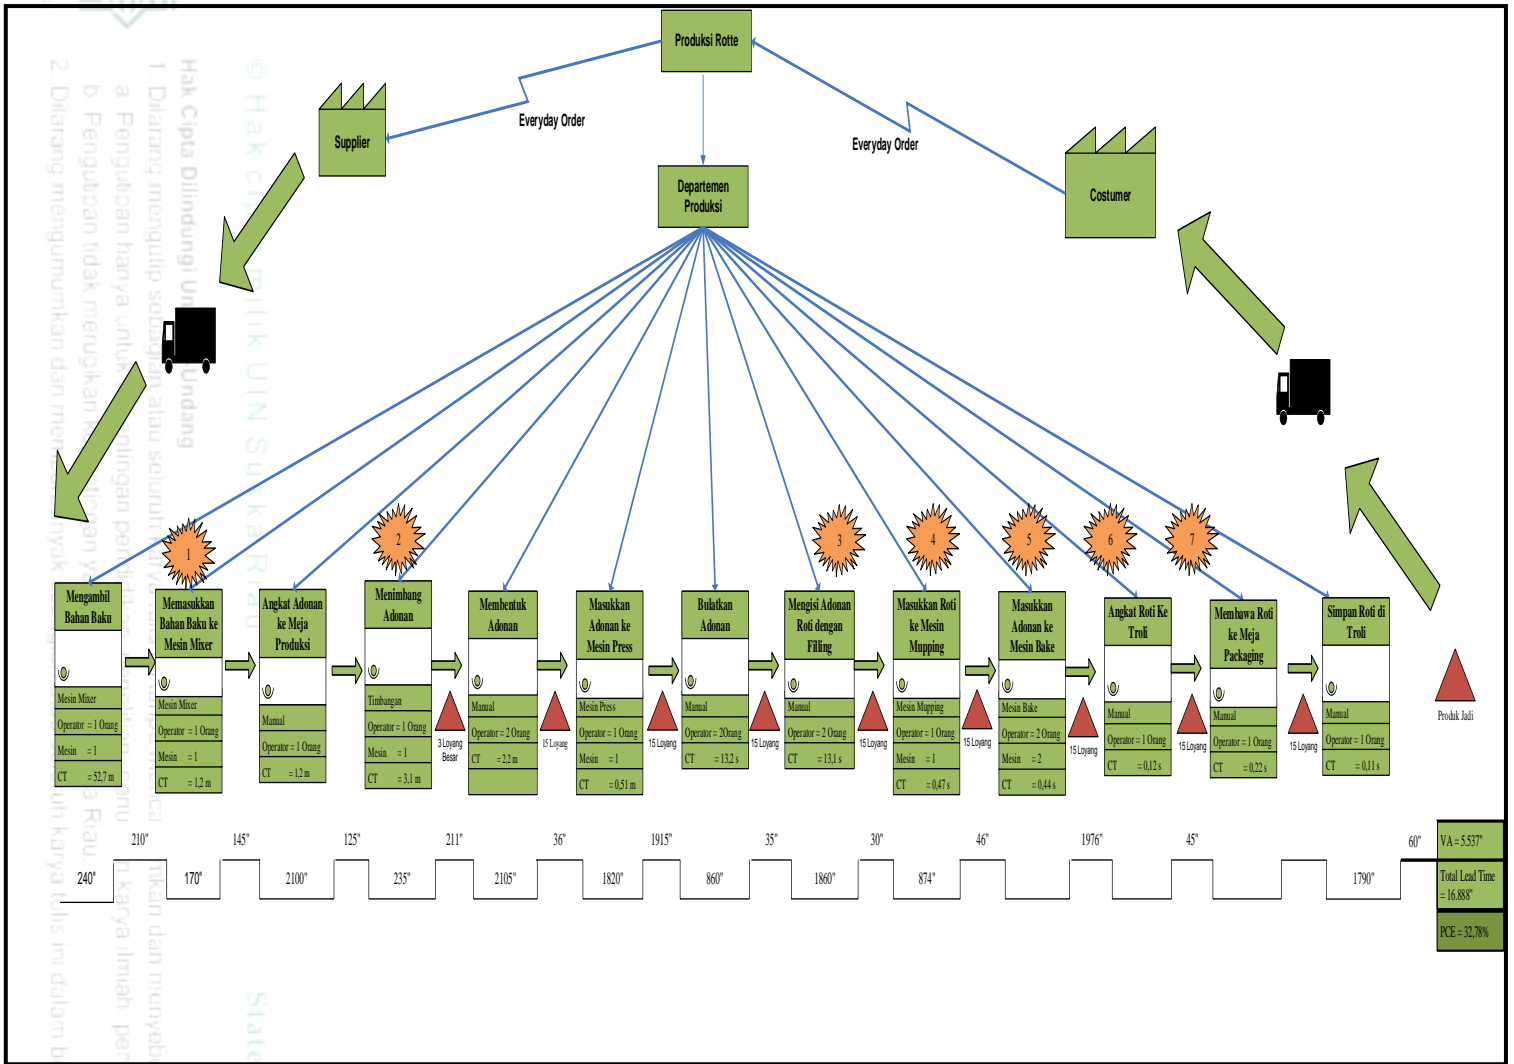 Produksi Rotte
Everyday Order
Everyday Order
Supplier
Costumer
Departemen
Produksi
© Hak cipta milik UIN Suska Riau
State
Hak Cipta Dilindungi Undang-Undang
1
2
3
4
5
6
7
Mengambil
Bahan Baku
Mesin Mixer
Operator = 1 Orang
Mesin = 1
CT = 52,7 m
Memasukkan
Bahan Baku ke
Mesin Mixer
Mesin Mixer
Operator = 1 Orang
Mesin = 1
CT = 1,2 m
Angkat Adonan
ke Meja
Produksi
Manual
Operator = 1 Orang
CT = 1,2 m
Menimbang
Adonan
Timbangan
Operator = 1 Orang
Mesin = 1
CT = 3,1 m
3 Loyang
Besar
Membentuk
Adonan
Manual
Operator = 2 Orang
CT = 2,2 m
15 Loyang
Masukkan
Adonan ke
Mesin Press
Mesin Press
Operator = 1 Orang
Mesin = 1
CT = 0,51 m
15 Loyang
Bulatkan
Adonan
Manual
Operator = 2Orang
CT = 13,2 s
15 Loyang
Mengisi Adonan
Roti dengan
Filling
Manual
Operator = 2 Orang
CT = 13,1 s
15 Loyang
Masukkan Roti
ke Mesin
Mupping
Mesin Mupping
Operator = 1 Orang
Mesin = 1
CT = 0,47 s
15 Loyang
Masukkan
Adonan ke
Mesin Bake
Mesin Bake
Operator = 2 Orang
Mesin = 2
CT = 0,44 s
15 Loyang
Angkat Roti Ke
Troli
Manual
Operator = 1 Orang
CT = 0,12 s
15 Loyang
Membawa Roti
ke Meja
Packaging
Manual
Operator = 1 Orang
CT = 0,22 s
15 Loyang
Simpan Roti di
Troli
Manual
Operator = 1 Orang
CT = 0,11 s
Produk Jadi
210" 145" 125" 211" 36" 1915" 35" 30" 46" 1976" 45" 60"
240" 170" 2100" 235" 2105" 1820" 860" 1860" 874" 1790"
VA = 5.537"
Total Lead Time
= 16.888"
PCE = 32,78%